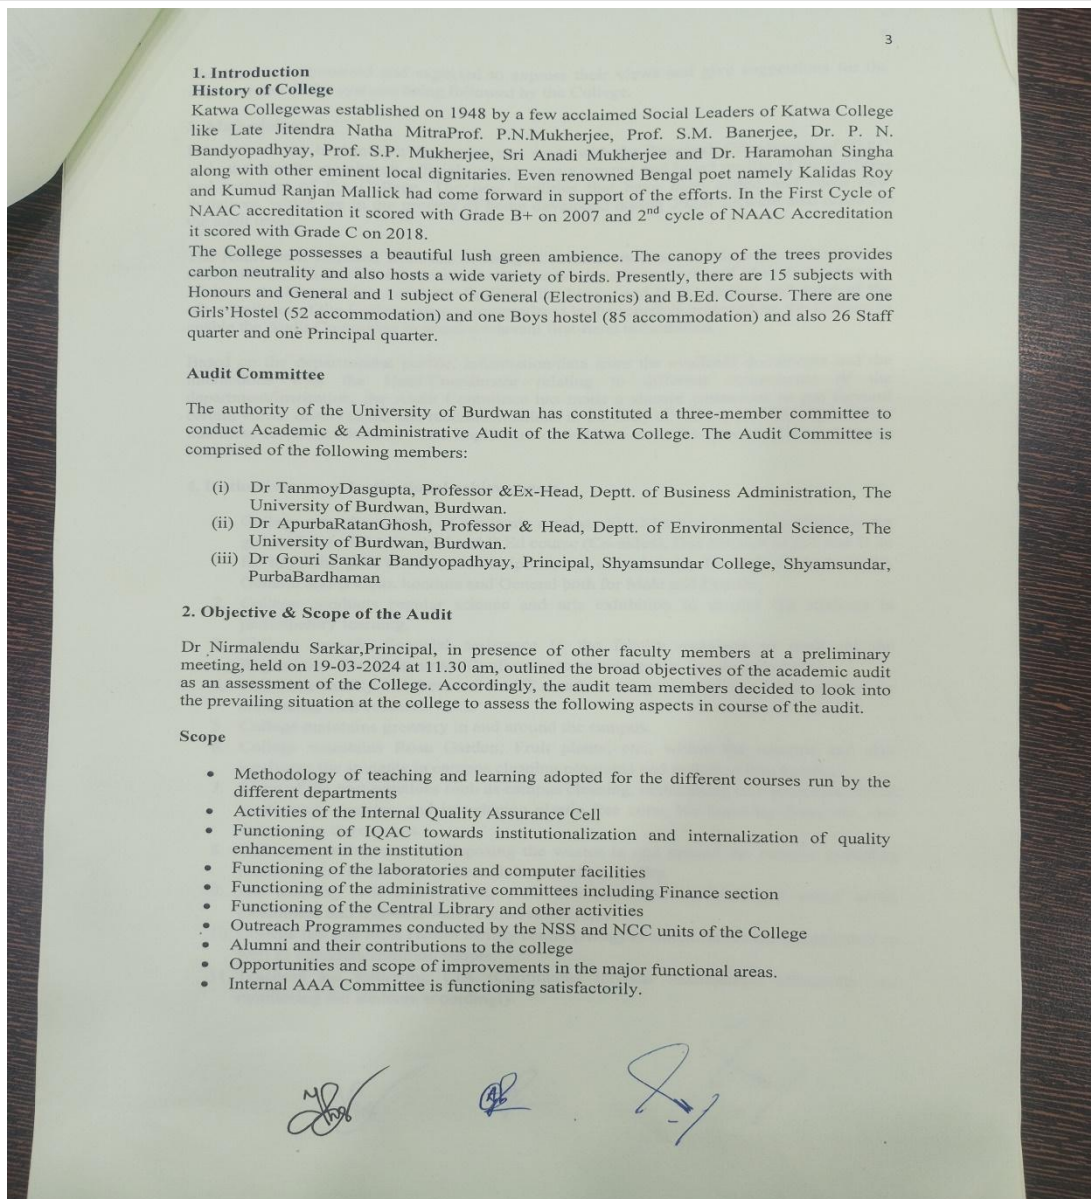 3
1. Introduction
History of College
Katwa Collegewas established on 1948 by a few acclaimed Social Leaders of Katwa College
like Late Jitendra Natha MitraProf. P.N.Mukherjee, Prof. S.M. Banerjee, Dr. P. N.
Bandyopadhyay, Prof. S.P. Mukherjee, Sri Anadi Mukherjee and Dr. Haramohan Singha
along with other eminent local dignitaries. Even renowned Bengal poet namely Kalidas Roy
and Kumud Ranjan Mallick had come forward in support of the efforts. In the First Cycle of
NAAC accreditation it scored with Grade B+ on 2007 and 2nd cycle of NAAC Accreditation
it scored with Grade C on 2018.
The College possesses a beautiful lush green ambience. The canopy of the trees provides
carbon neutrality and also hosts a wide variety of birds. Presently, there are 15 subjects with
Honours and General and 1 subject of General (Electronics) and B.Ed. Course. There are one
Girls'Hostel (52 accommodation) and one Boys hostel (85 accommodation) and also 26 Staff
quarter and one Principal quarter.
Audit Committee
The authority of the University of Burdwan has constituted a three-member committee to
conduct Academic & Administrative Audit of the Katwa College. The Audit Committee is
comprised of the following members:
(i) Dr TanmoyDasgupta, Professor &Ex-Head, Deptt. of Business Administration, The
University of Burdwan, Burdwan.
(ii) Dr ApurbaRatanGhosh, Professor & Head, Deptt. of Environmental Science, The
University of Burdwan, Burdwan.
(iii) Dr Gouri Sankar Bandyopadhyay, Principal, Shyamsundar College, Shyamsundar,
PurbaBardhaman
2. Objective & Scope of the Audit
Dr Nirmalendu Sarkar,Principal, in presence of other faculty members at a preliminary
meeting, held on 19-03-2024 at 11.30 am, outlined the broad objectives of the academic audit
as an assessment of the College. Accordingly, the audit team members decided to look into
the prevailing situation at the college to assess the following aspects in course of the audit.
Scope
• Methodology of teaching and learning adopted for the different courses run by the
different departments
• Activities of the Internal Quality Assurance Cell
• Functioning of IQAC towards institutionalization and internalization of quality
enhancement in the institution
• Functioning of the laboratories and computer facilities
• Functioning of the administrative committees including Finance section
• Functioning of the Central Library and other activities
• Outreach Programmes conducted by the NSS and NCC units of the College
• Alumni and their contributions to the college
• Opportunities and scope of improvements in the major functional areas.
• Internal AAA Committee is functioning satisfactorily.